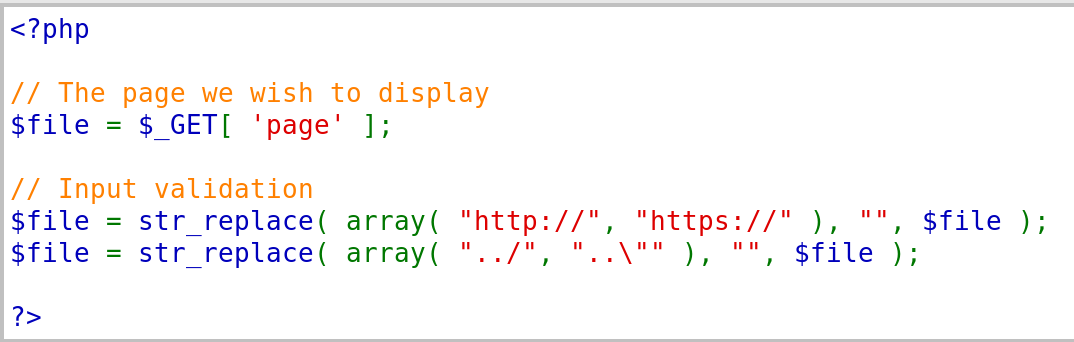 <?php
// The page we wish to display
$file = $_GET[ 'page' ];
// Input validation
$file = str_replace( array( "http://", "https://" ), "", $file );
$file = str_replace( array( "../", "..\"" ), "", $file );
?>